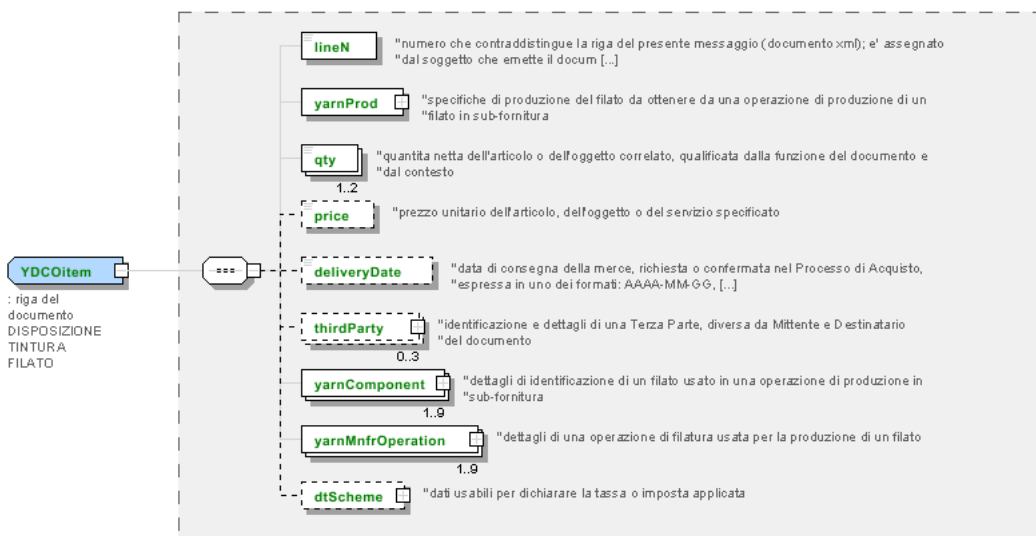 lineN
"numero che contraddistingue la riga del presente messaggio (documento xml); e' assegnato
"dal soggetto che emette il docum [...]
yarnProd
"specifiche di produzione del filato da ottenere da una operazione di produzione di un
"filato in sub-fornitura
qty
"quantita netta dell'articolo o dell'oggetto correlato, qualificata dalla funzione del documento e
"dal contesto
1..2
price
"prezzo unitario dell'articolo, dell'oggetto o del servizio specificato
YDCOitem
: riga del
documento
DISPOSIZIONE
TINTURA
FILATO
deliveryDate
"data di consegna della merce, richiesta o confermata nel Processo di Acquisto,
"espressa in uno dei formati: AAAA-MM-GG, [...]
thirdParty
"identificazione e dettagli di una Terza Parte, diversa da Mittente e Destinatario
"del documento
0..3
yarnComponent
"dettagli di identificazione di un filato usato in una operazione di produzione in
"sub-fornitura
1..9
yarnMnfrOperation
"dettagli di una operazione di filatura usata per la produzione di un filato
1..9
dtScheme
"dati usabili per dichiarare la tassa o imposta applicata